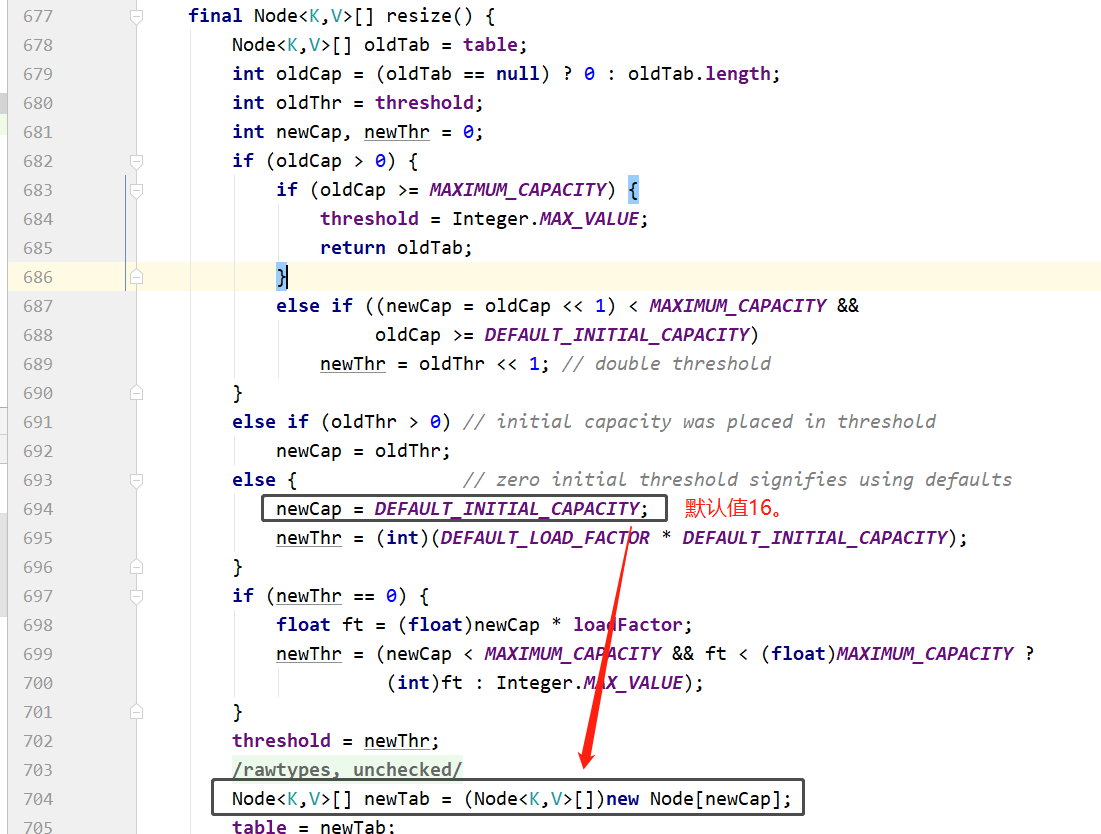 677 final Node<K,V>[] resize() {
678 Node<K,V>[] oldTab = table;
679 int oldCap = (oldTab == null) ? 0 : oldTab.length;
680 int oldThr = threshold;
681 int newCap, newThr = 0;
682 if (oldCap > 0) {
683 if (oldCap >= MAXIMUM_CAPACITY) {
684 threshold = Integer.MAX_VALUE;
685 return oldTab;
686 }
687 else if ((newCap = oldCap << 1) < MAXIMUM_CAPACITY &&
688 oldCap >= DEFAULT_INITIAL_CAPACITY)
689 newThr = oldThr << 1; // double threshold
690 }
691 else if (oldThr > 0) // initial capacity was placed in threshold
692 newCap = oldThr;
693 else { // zero initial threshold signifies using defaults
694 newCap = DEFAULT_INITIAL_CAPACITY; 默认值16。
695 newThr = (int)(DEFAULT_LOAD_FACTOR * DEFAULT_INITIAL_CAPACITY);
696 }
697 if (newThr == 0) {
698 float ft = (float)newCap * loadFactor;
699 newThr = (newCap < MAXIMUM_CAPACITY && ft < (float)MAXIMUM_CAPACITY ?
700 (int)ft : Integer.MAX_VALUE);
701 }
702 threshold = newThr;
703 /rawtypes, unchecked/
704 Node<K,V>[] newTab = (Node<K,V>[])new Node[newCap];
705 table = newTab;